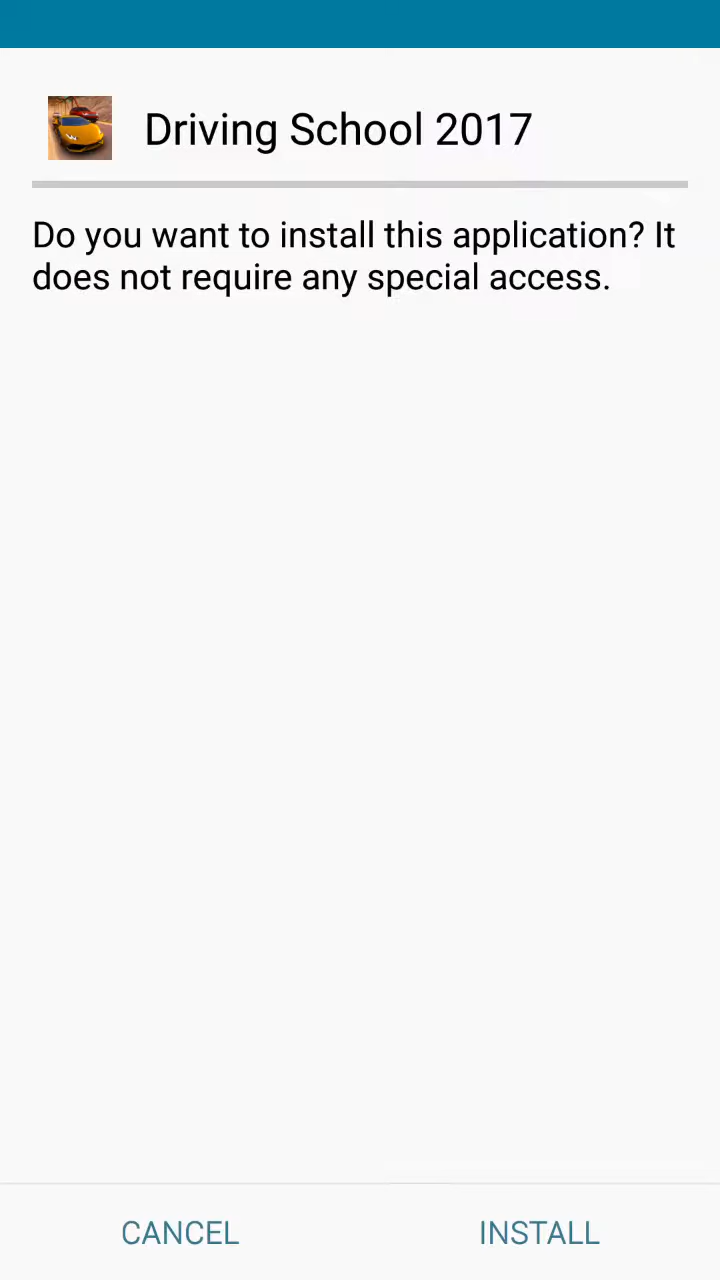 Driving School 2017
Do you want to install this application? It
does not require any special access.
CANCEL
INSTALL